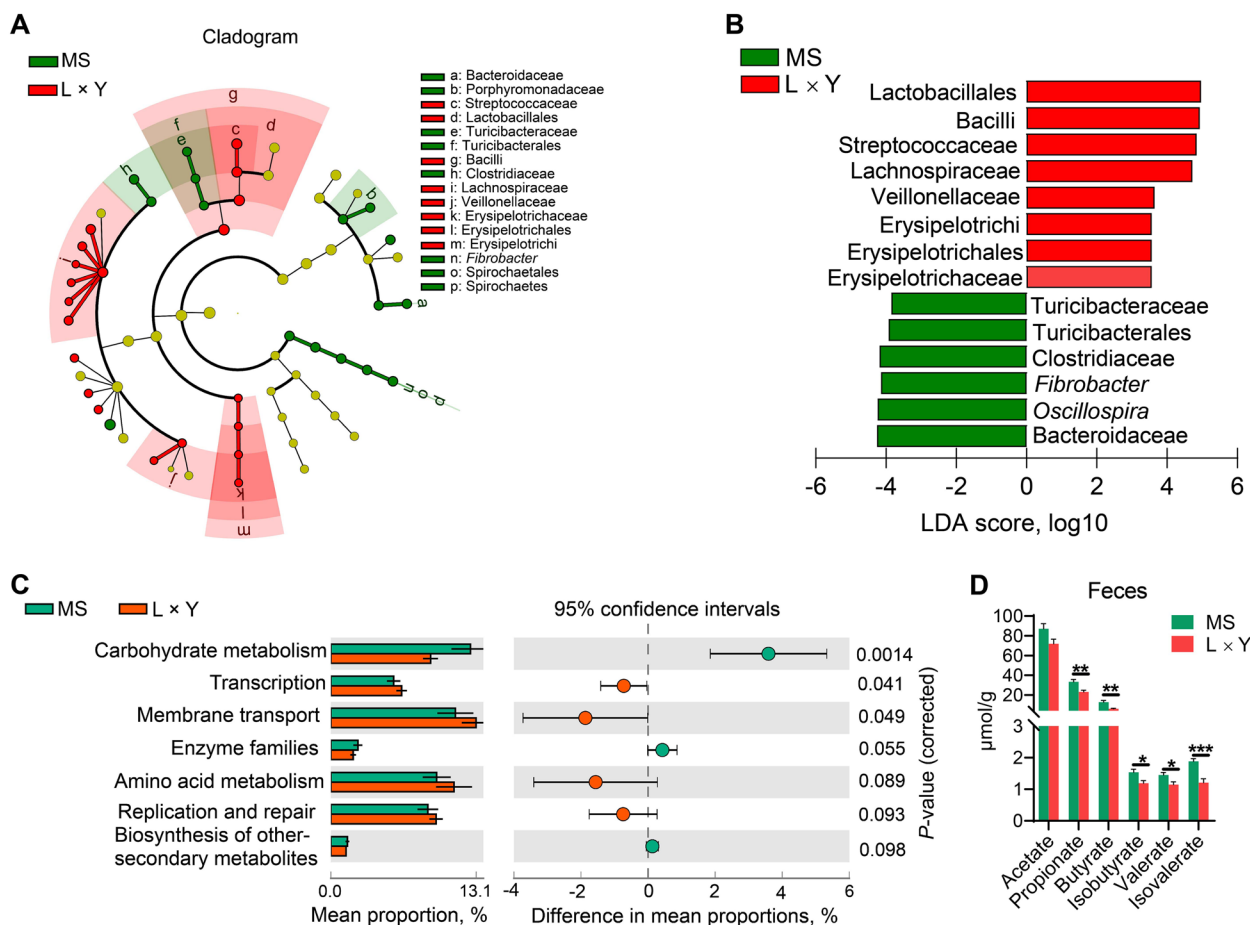 A
Cladogram
MS
L × Y
a: Bacteroidaceae
b: Porphyromonadaceae
c: Streptococcaceae
d: Lactobacillales
e: Turicibacteraceae
f: Turicibacterales
g: Bacilli
h: Clostridiaceae
i: Lachnospiraceae
j: Veillonellaceae
k: Erysipelotrichaceae
l: Erysipelotrichales
m: Erysipelotrichi
n: Fibrobacter
o: Spirochaetales
p: Spirochaetes
g
f
e
c
d
h
b
i
a
n o p
j
k
l
m
B
MS
L × Y
Lactobacillales
Bacilli
Streptococcaceae
Lachnospiraceae
Veillonellaceae
Erysipelotrichi
Erysipelotrichales
Erysipelotrichaceae
Turicibacteraceae
Turicibacterales
Clostridiaceae
Fibrobacter
Oscillospira
Bacteroidaceae
-6 -4 -2 0 2 4 6
LDA score, log10
C
MS L × Y
95% confidence intervals
Carbohydrate metabolism 0.0014
Transcription 0.041
Membrane transport 0.049
Enzyme families 0.055
Amino acid metabolism 0.089
Replication and repair 0.093
Biosynthesis of other-
secondary metabolites 0.098
P-value (corrected)
0.0 13.1
Mean proportion, %
-4 -2 0 2 4 6
Difference in mean proportions, %
D
Feces
MS
L × Y
μmol/g
100
80
60
40
20
3
2
1
0
** ** * * ***
Acetate
Propionate
Butyrate
Isobutyrate
Valerate
Isovalerate